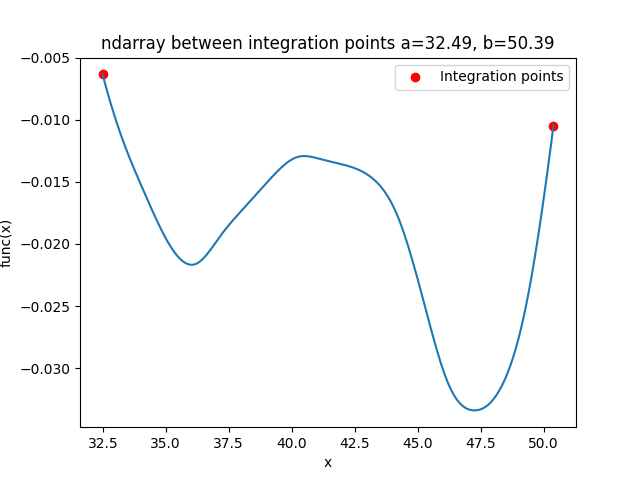 ndarray between integration points a=32.49, b=50.39
Integration points
−0.005
−0.010
−0.015
−0.020
−0.025
−0.030
func(x)
32.5 35.0 37.5 40.0 42.5 45.0 47.5 50.0
x